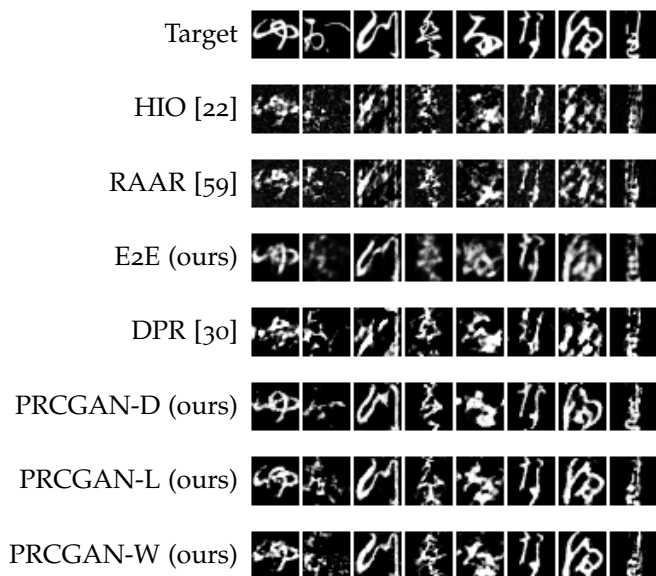 Target
HIO [22]
RAAR [59]
E2E (ours)
DPR [30]
PRCGAN-D (ours)
PRCGAN-L (ours)
PRCGAN-W (ours)